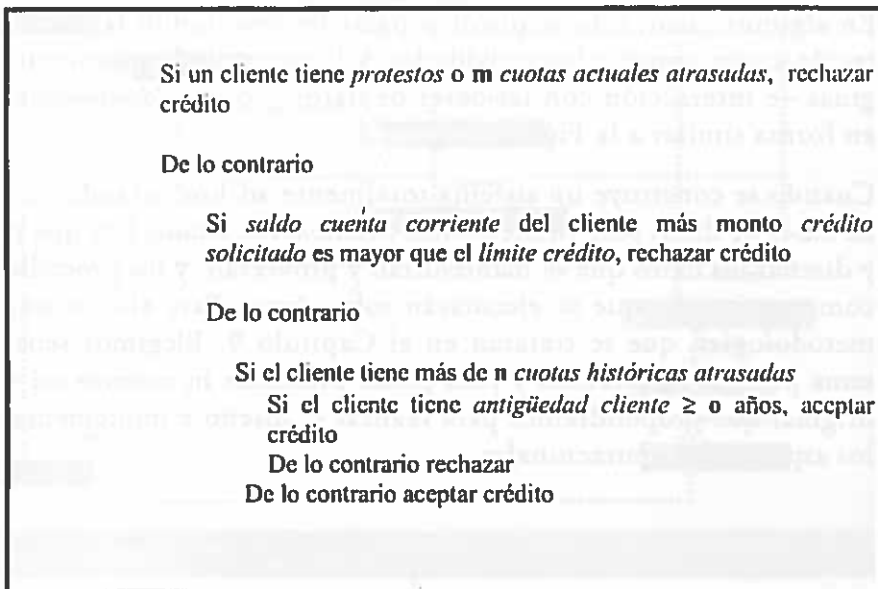 Si un cliente tiene protestos o m cuotas actuales atrasadas, rechazar
crédito
De lo contrario
Si saldo cuenta corriente del cliente más monto crédito
solicitado es mayor que el límite crédito, rechazar crédito
De lo contrario
Si el cliente tiene más de n cuotas históricas atrasadas
Si el cliente tiene antigüedad cliente ≥ o años, aceptar
crédito
De lo contrario rechazar
De lo contrario aceptar crédito